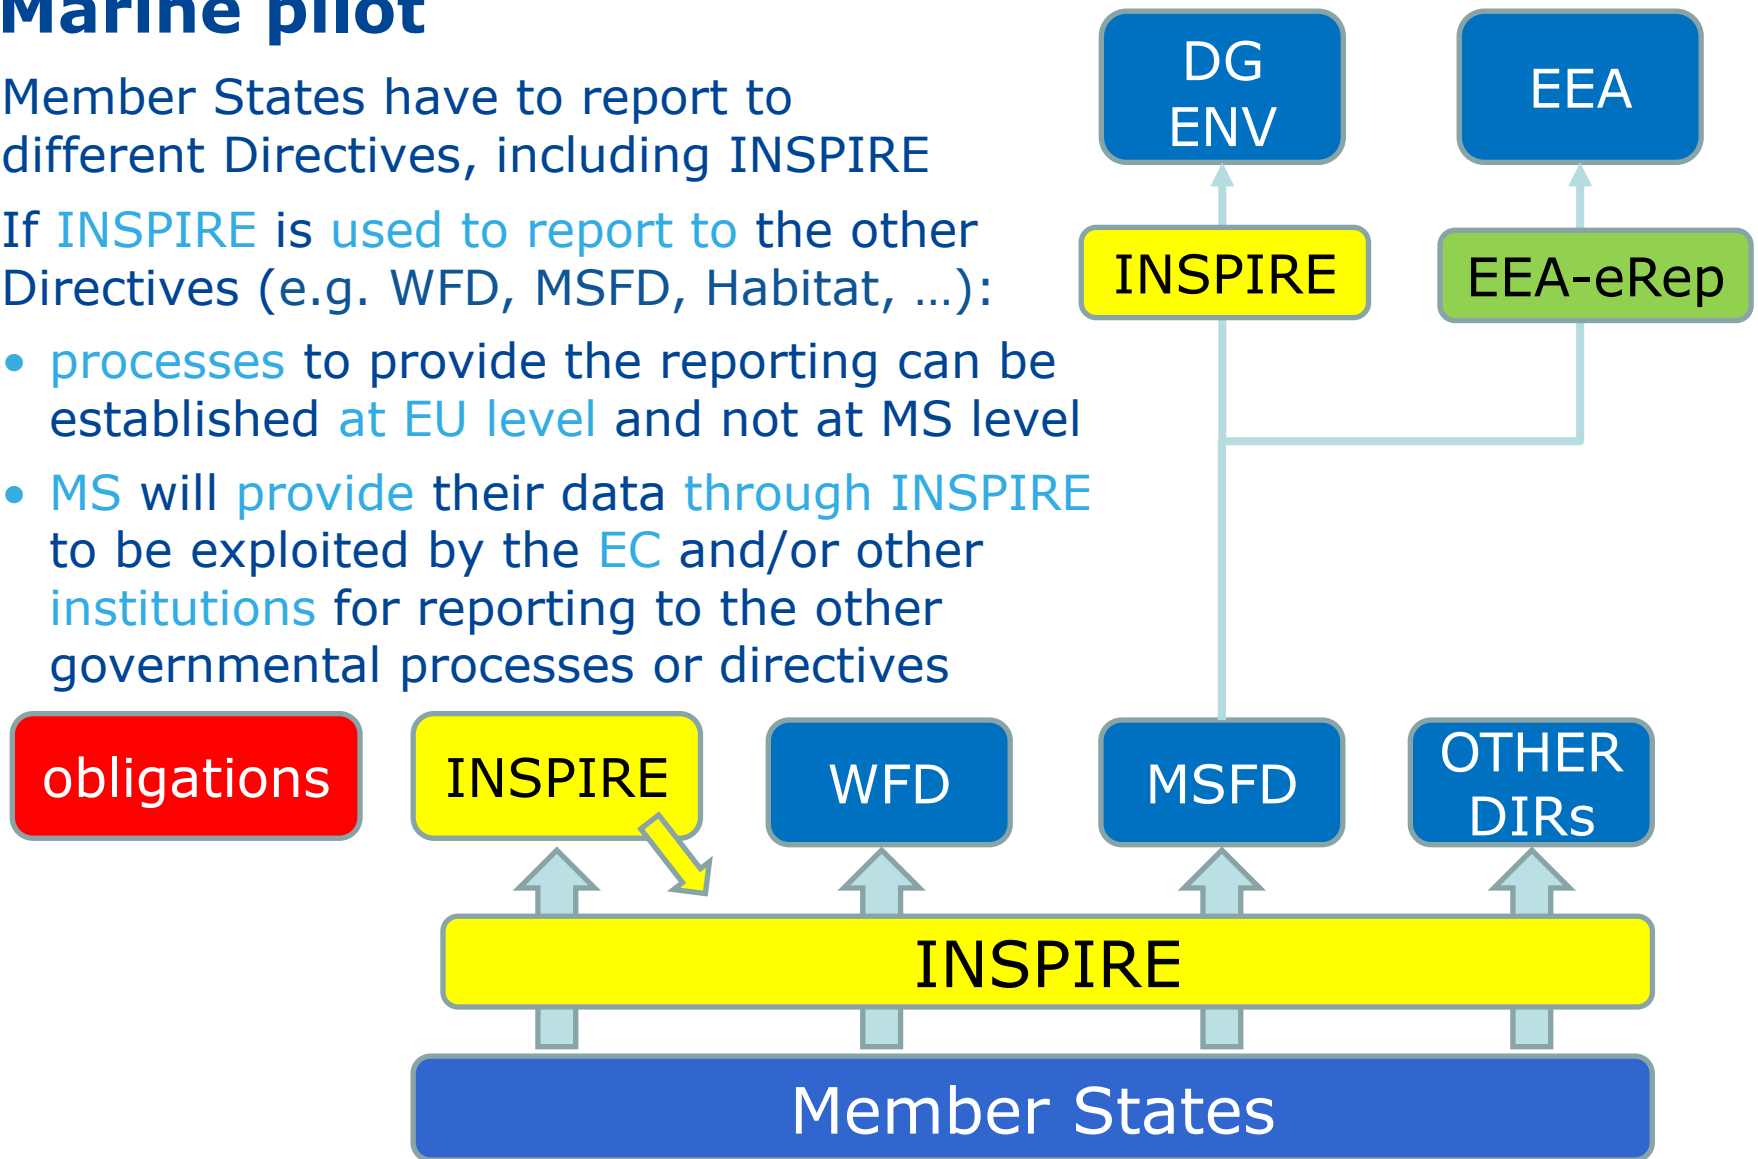 Marine pilot
Member States have to report to
different Directives, including INSPIRE
If INSPIRE is used to report to the other
Directives (e.g. WFD, MSFD, Habitat, …):
• processes to provide the reporting can be
established at EU level and not at MS level
• MS will provide their data through INSPIRE
to be exploited by the EC and/or other
institutions for reporting to the other
governmental processes or directives
DG
ENV
EEA
INSPIRE
EEA-eRep
obligations
INSPIRE
WFD
MSFD
OTHER
DIRs
INSPIRE
Member States